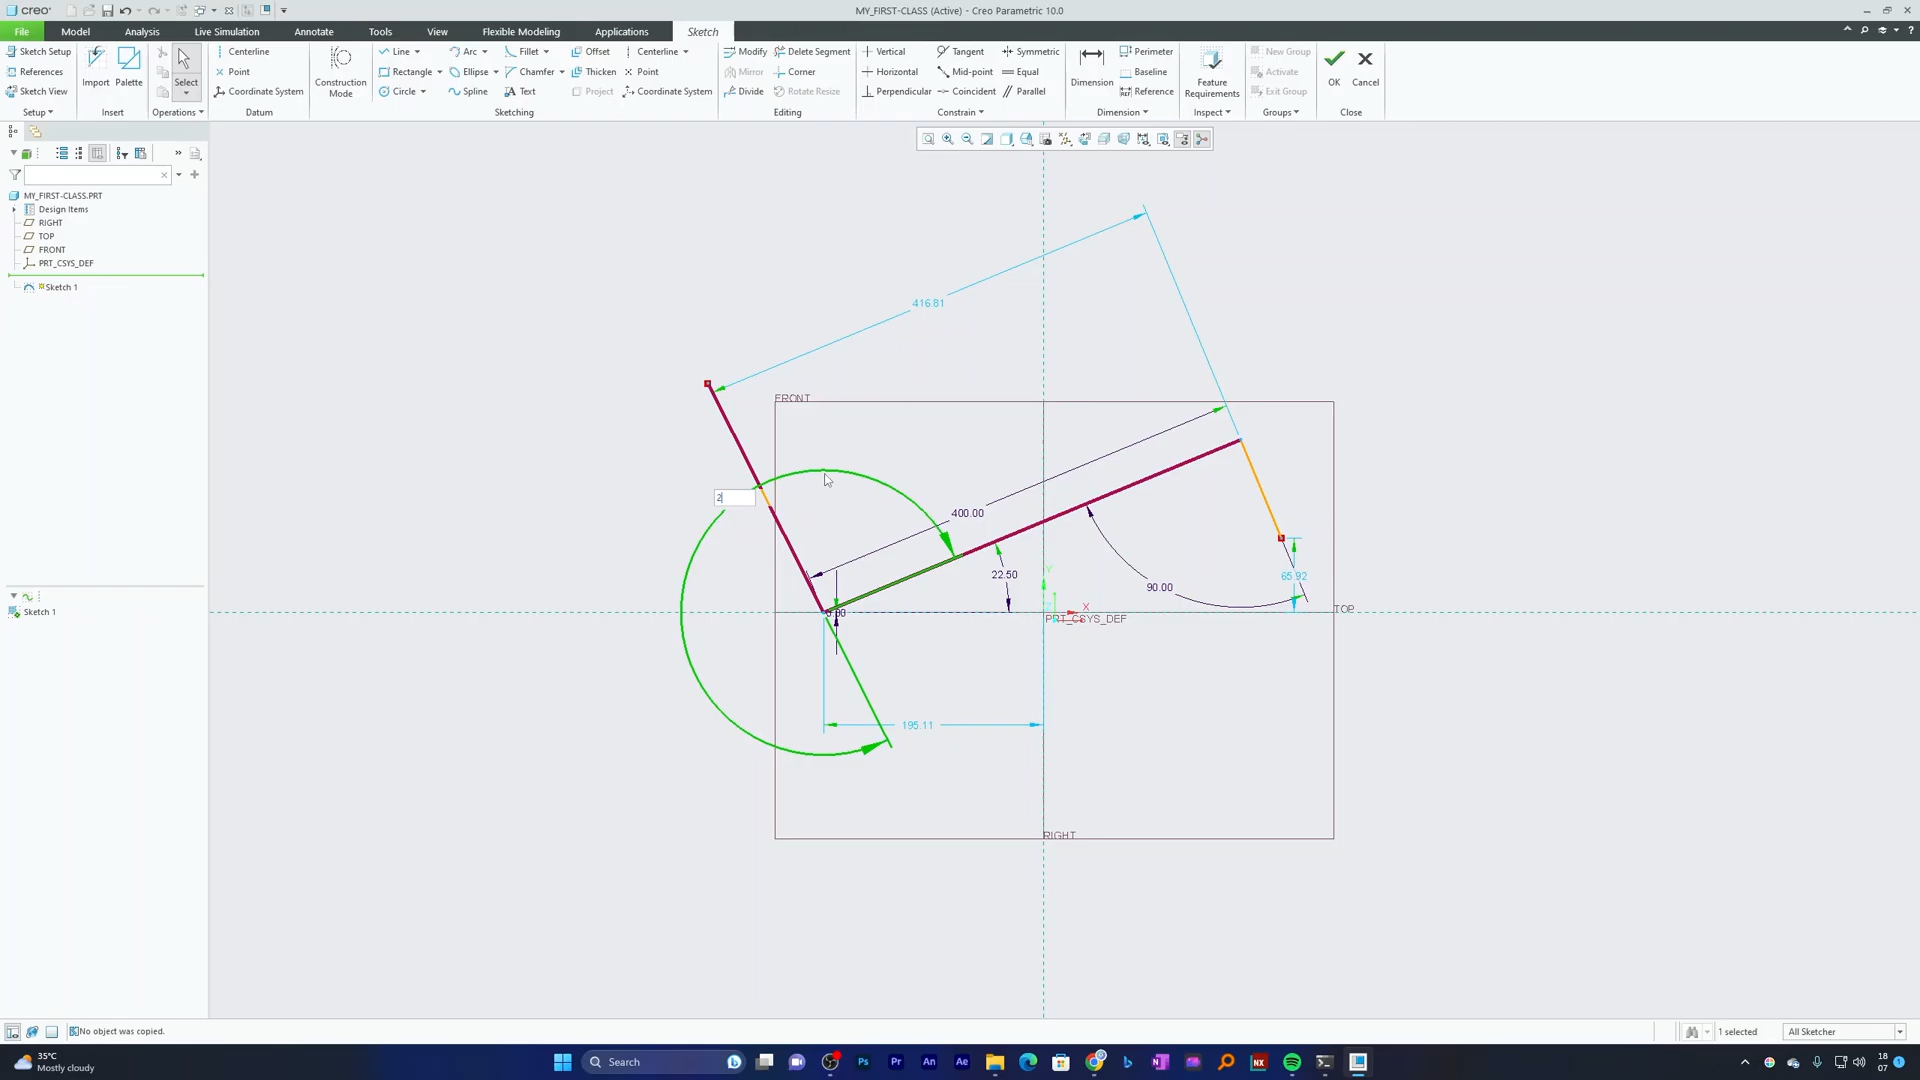 creo
MY_FIRST-CLASS (Active) - Creo Parametric 10.0
File Model Analysis Live Simulation Annotate Tools View Flexible Modeling Applications Sketch
Sketch Setup
References
Sketch View
Setup
Import
Palette
Insert
Select
Operations
Centerline
Point
Coordinate System
Datum
Construction
Mode
Line Arc Fillet Offset Centerline
Rectangle Ellipse Chamfer Thicken Point
Circle Spline Text Project Coordinate System
Sketching
Modify Delete Segment
Mirror Corner
Divide Rotate Resize
Editing
Vertical Tangent Symmetric
Horizontal Mid-point Equal
Perpendicular Coincident Parallel
Constrain
Dimension
Perimeter
Baseline
Reference
Dimension
Feature
Requirements
Inspect
New Group
Activate
Exit Group
Groups
OK Cancel
Close
MY_FIRST-CLASS.PRT
Design Items
RIGHT
TOP
FRONT
PRT_CSYS_DEF
Sketch 1
Sketch 1
416.81
FRONT
2
400.00
22.50
90.00
65.92
Y
X
0.00
TOP
PRT_CSYS_DEF
195.11
RIGHT
No object was copied.
1 selected
All Sketcher
35°C
Mostly cloudy
Search
18
07